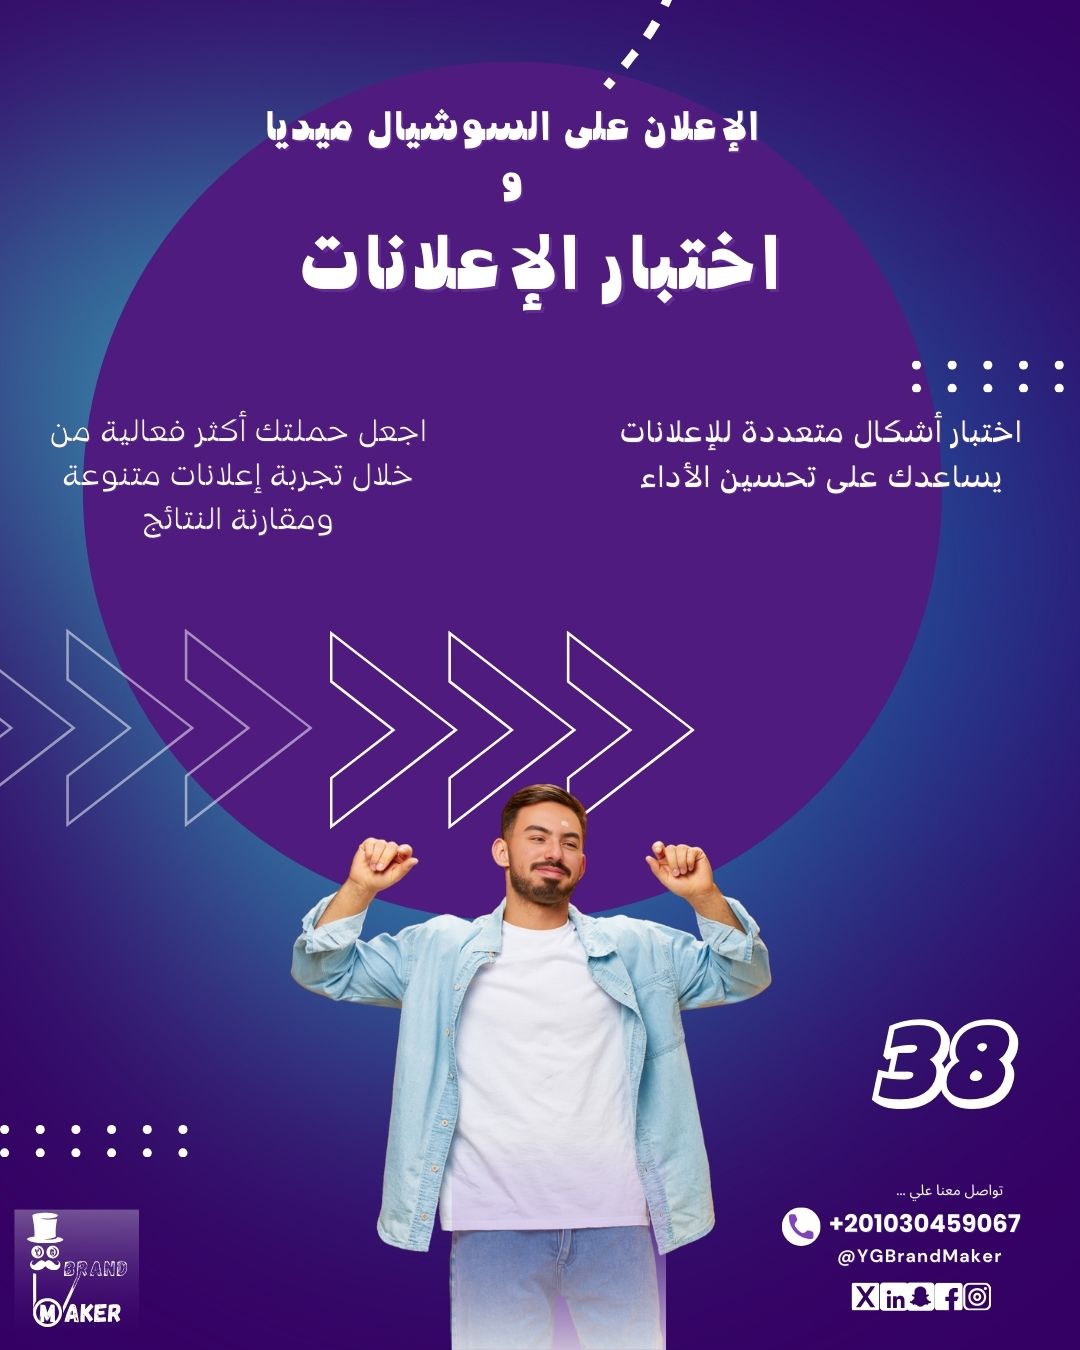 الإعلان على السوشيال ميديا
و
اختبار الإعلانات
اختبار أشكال متعددة للإعلانات
يساعدك على تحسين الأداء
اجعل حملتك أكثر فعالية من
خلال تجربة إعلانات متنوعة
ومقارنة النتائج
38
تواصل معنا علي ...
+201030459067
@YGBrandMaker
BRAND
MAKER